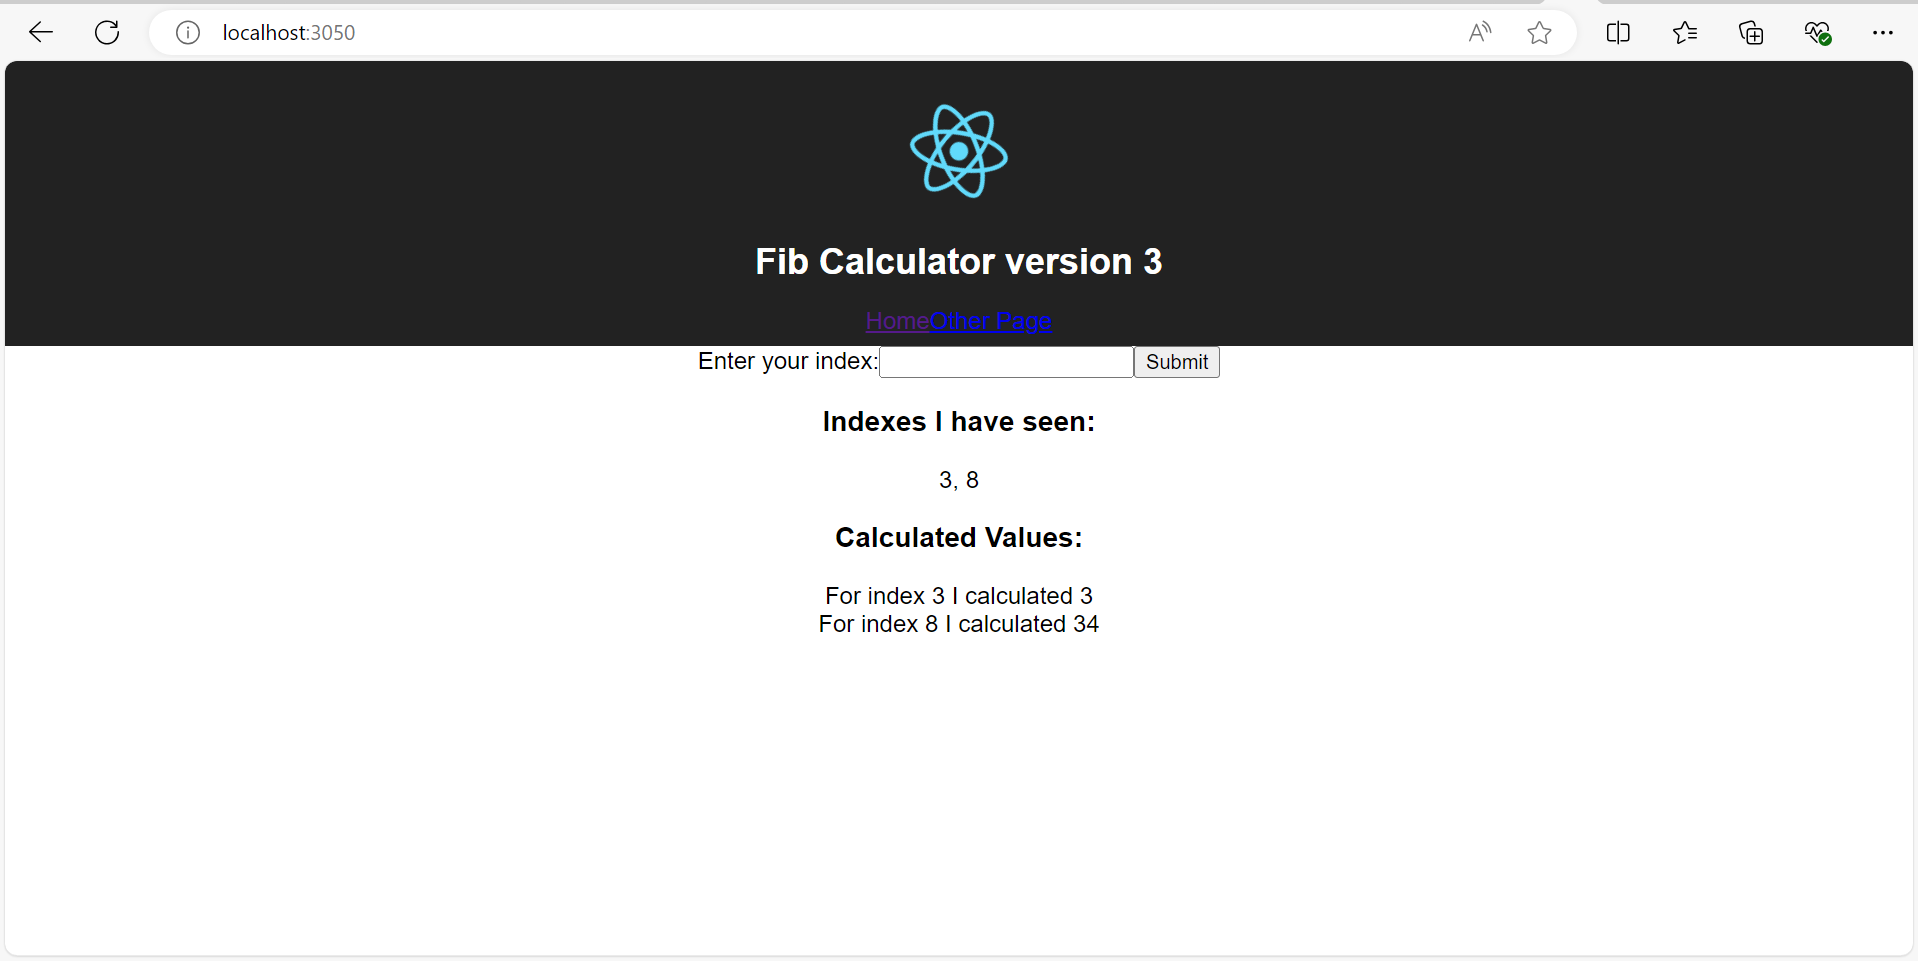 localhost:3050
Fib Calculator version 3
HomeOther Page
Enter your index: Submit
Indexes I have seen:
3, 8
Calculated Values:
For index 3 I calculated 3
For index 8 I calculated 34